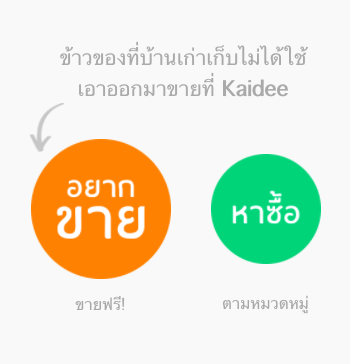 ข้าวของที่บ้านเก่าเก็บไม่ได้ใช้
เอาออกมาขายที่ Kaidee
อยาก
ขาย
หาซื้อ
ขายฟรี!
ตามหมวดหมู่